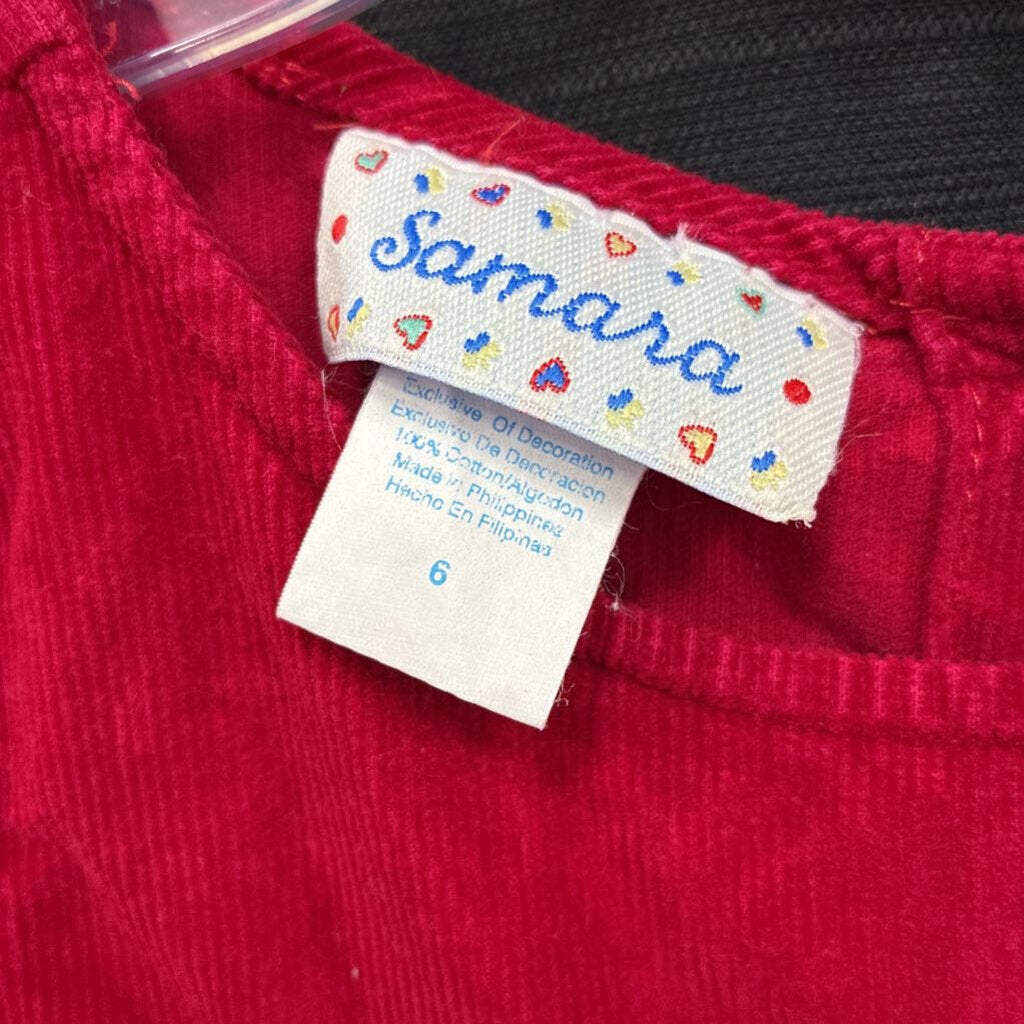 Samara
Exclusive Of Decoration
Exclusivo De Decoracion
100% Cotton/Algodon
Made in Philippines
Hecho En Filipinas
6